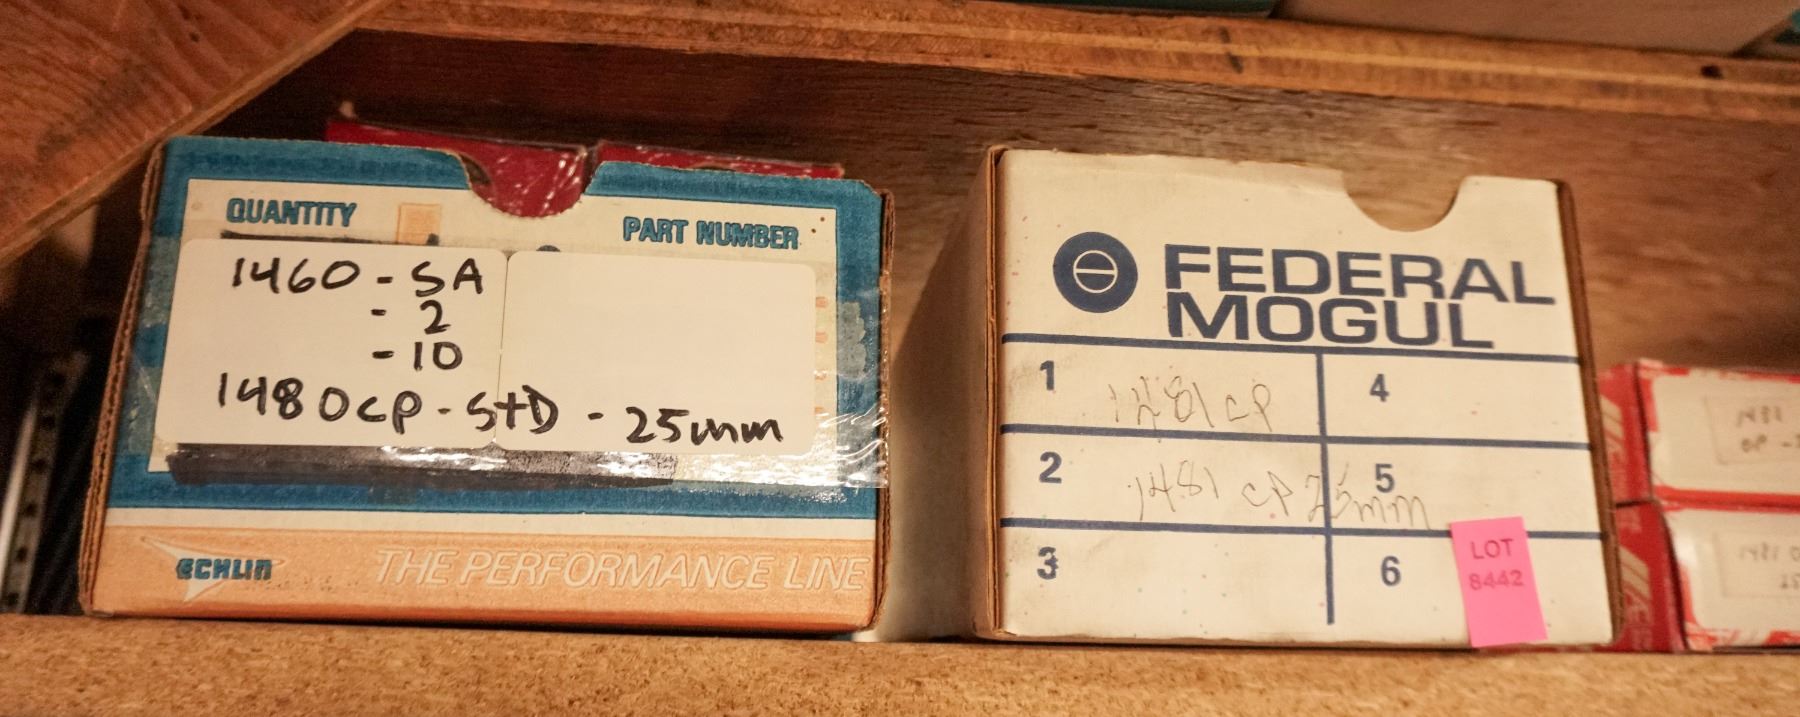 QUANTITY
PART NUMBER
1460 - SA
- 2
- 10
1480CP - STD - 25mm
ECHLIN
THE PERFORMANCE LINE
FEDERAL
MOGUL
1 1481 CP
4
2 1481 CP 25mm
5
3
6
LOT
8442
1481